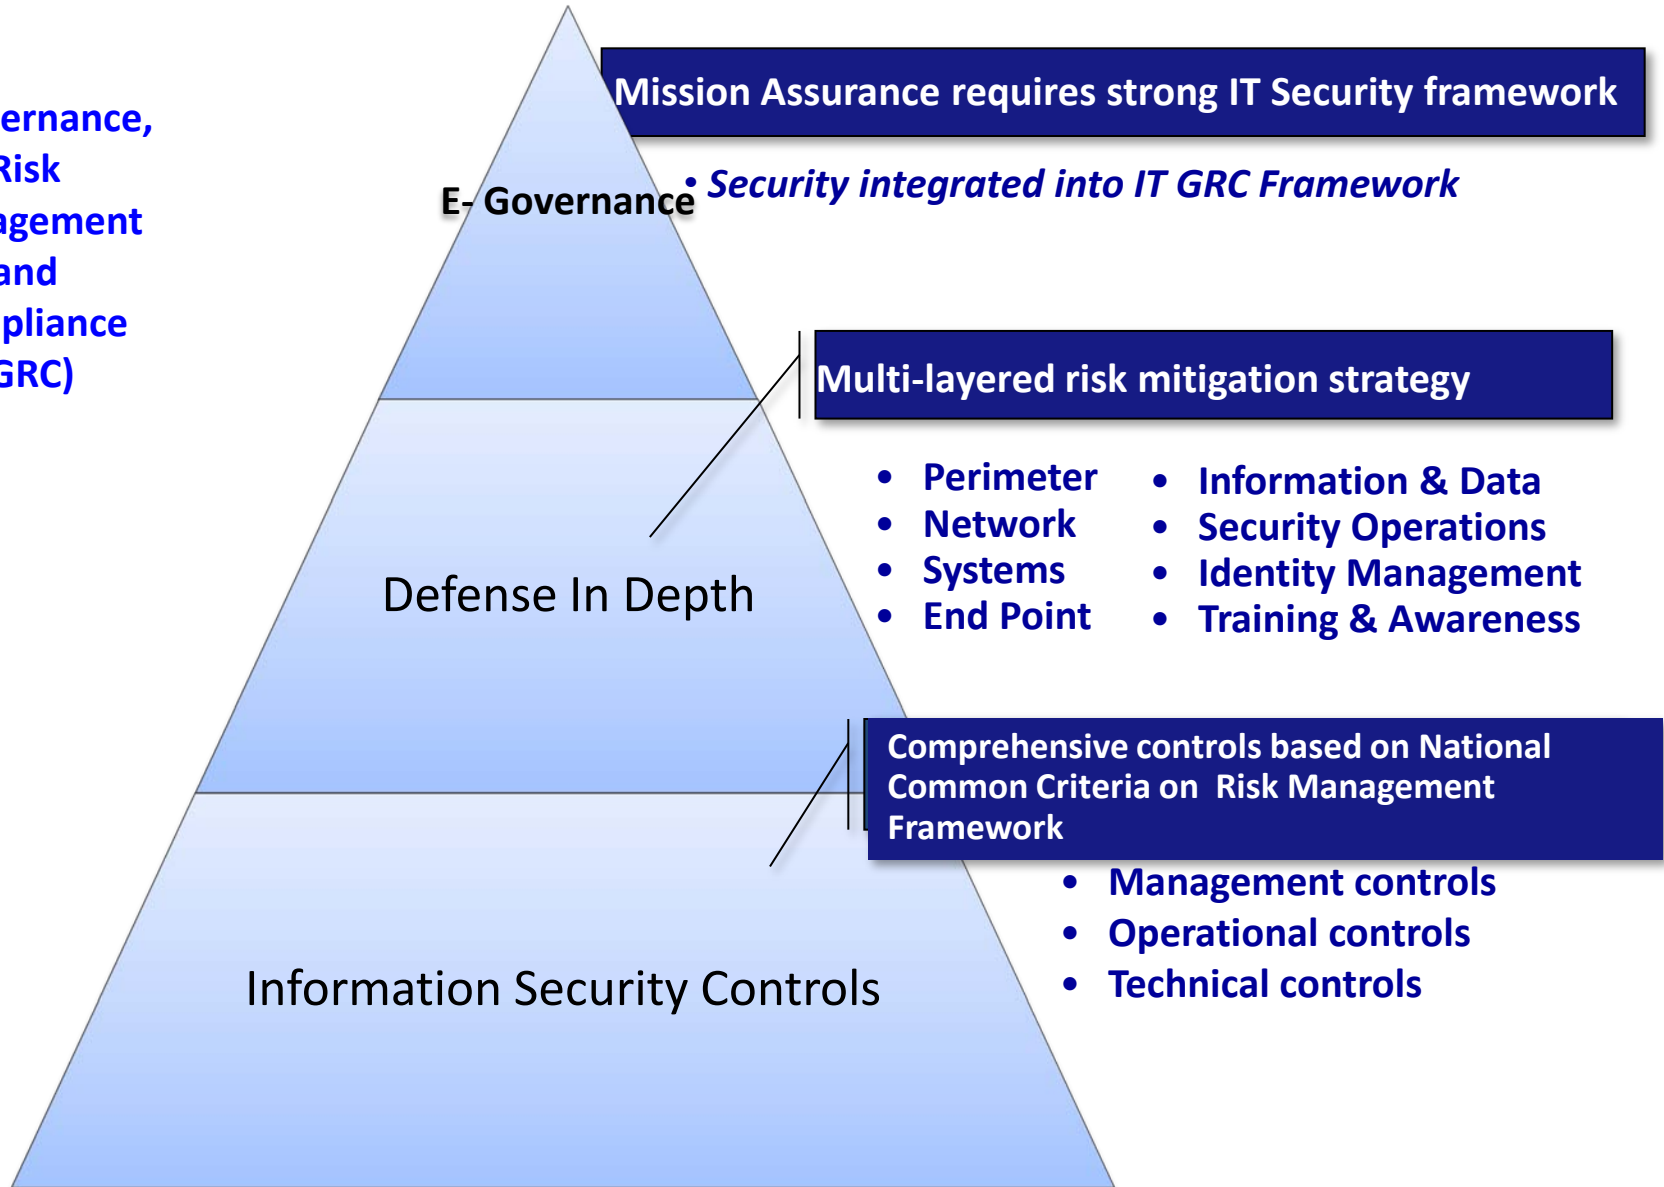 Mission Assurance requires strong IT Security framework
ernance,
Risk
agement
and
pliance
GRC)
E- Governance
• Security integrated into IT GRC Framework
Multi-layered risk mitigation strategy
• Perimeter
• Network
• Systems
• End Point
• Information & Data
• Security Operations
• Identity Management
• Training & Awareness
Defense In Depth
Comprehensive controls based on National
Common Criteria on Risk Management
Framework
• Management controls
• Operational controls
• Technical controls
Information Security Controls